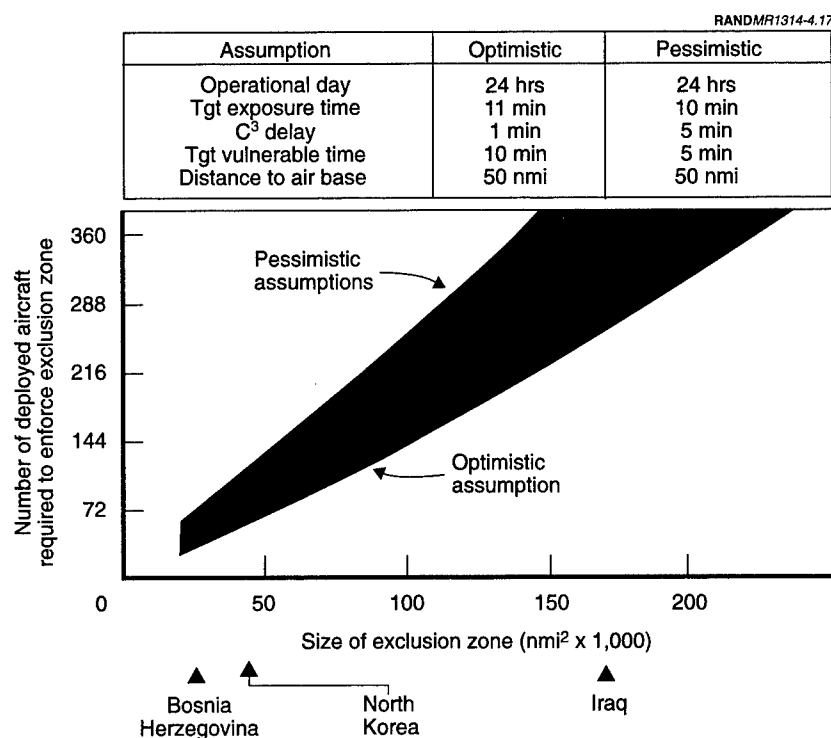 RANDMR1314-4.17
Assumption Optimistic Pessimistic
Operational day 24 hrs 24 hrs
Tgt exposure time 11 min 10 min
C³ delay 1 min 5 min
Tgt vulnerable time 10 min 5 min
Distance to air base 50 nmi 50 nmi
Number of deployed aircraft
required to enforce exclusion zone
360
288
216
144
72
0
Pessimistic
assumptions
Optimistic
assumption
50 100 150 200
Size of exclusion zone (nmi² x 1,000)
Bosnia
Herzegovina
North
Korea
Iraq